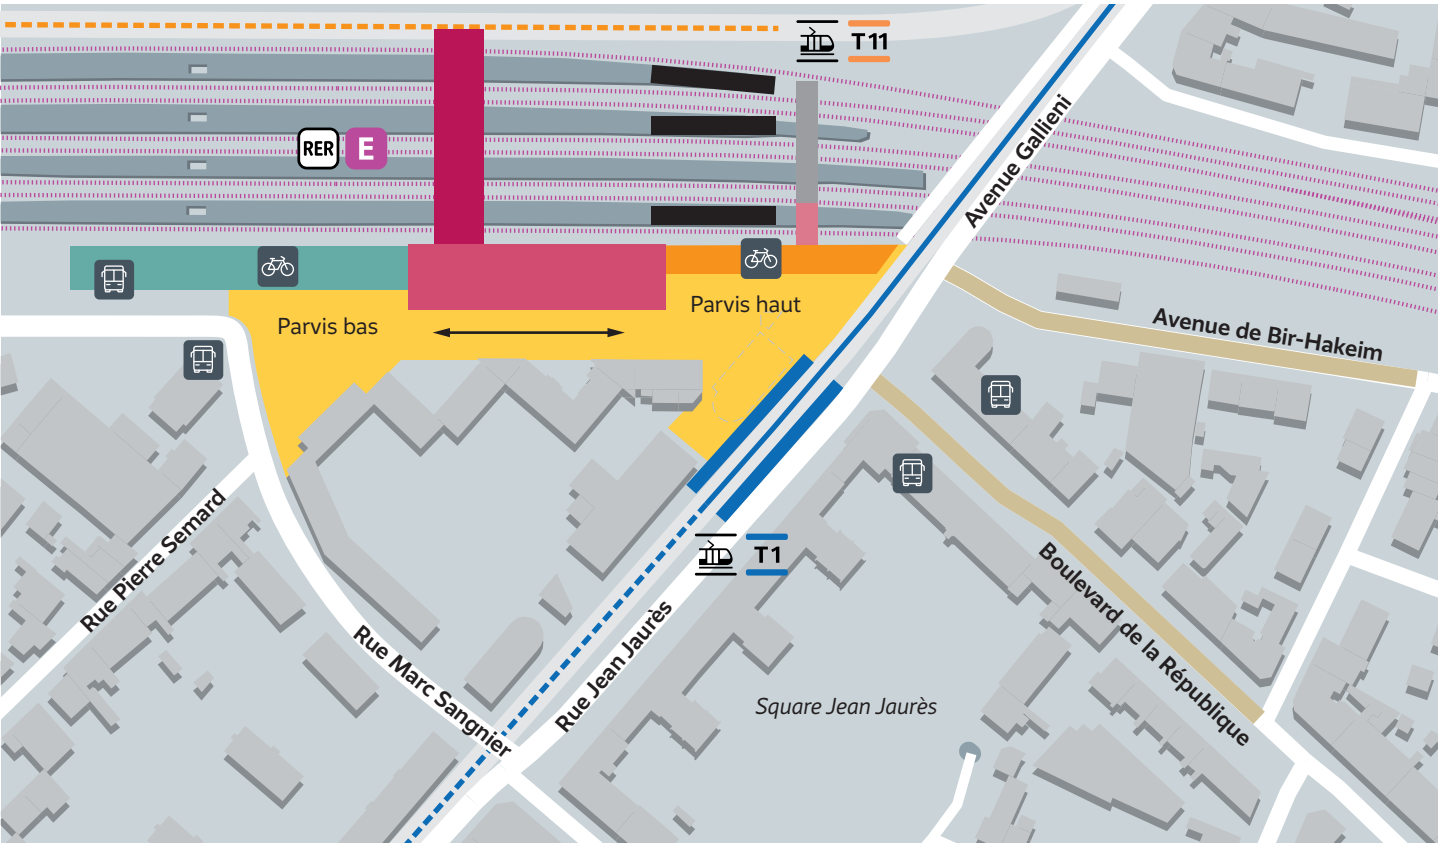 T11
RER E
Avenue Gallieni
Parvis haut
Parvis bas
Avenue de Bir-Hakeim
T1
Rue Pierre Semard
Rue Marc Sangnier
Rue Jean Jaurès
Boulevard de la République
Square Jean Jaurès